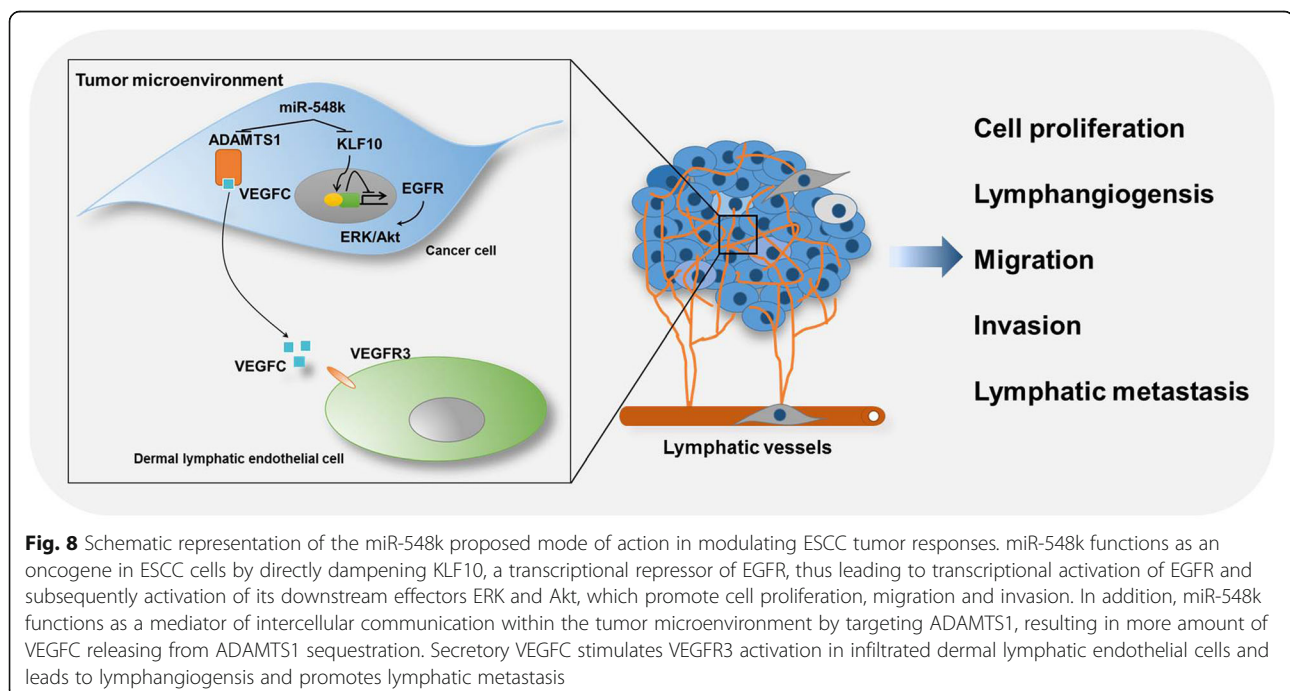 Tumor microenvironment
miR-548k
ADAMTS1
KLF10
VEGFC
EGFR
ERK/Akt
Cancer cell
VEGFC
VEGFR3
Dermal lymphatic endothelial cell
Lymphatic vessels
Cell proliferation
Lymphangiogensis
Migration
Invasion
Lymphatic metastasis
Fig. 8 Schematic representation of the miR-548k proposed mode of action in modulating ESCC tumor responses. miR-548k functions as an
oncogene in ESCC cells by directly dampening KLF10, a transcriptional repressor of EGFR, thus leading to transcriptional activation of EGFR and
subsequently activation of its downstream effectors ERK and Akt, which promote cell proliferation, migration and invasion. In addition, miR-548k
functions as a mediator of intercellular communication within the tumor microenvironment by targeting ADAMTS1, resulting in more amount of
VEGFC releasing from ADAMTS1 sequestration. Secretory VEGFC stimulates VEGFR3 activation in infiltrated dermal lymphatic endothelial cells and
leads to lymphangiogensis and promotes lymphatic metastasis